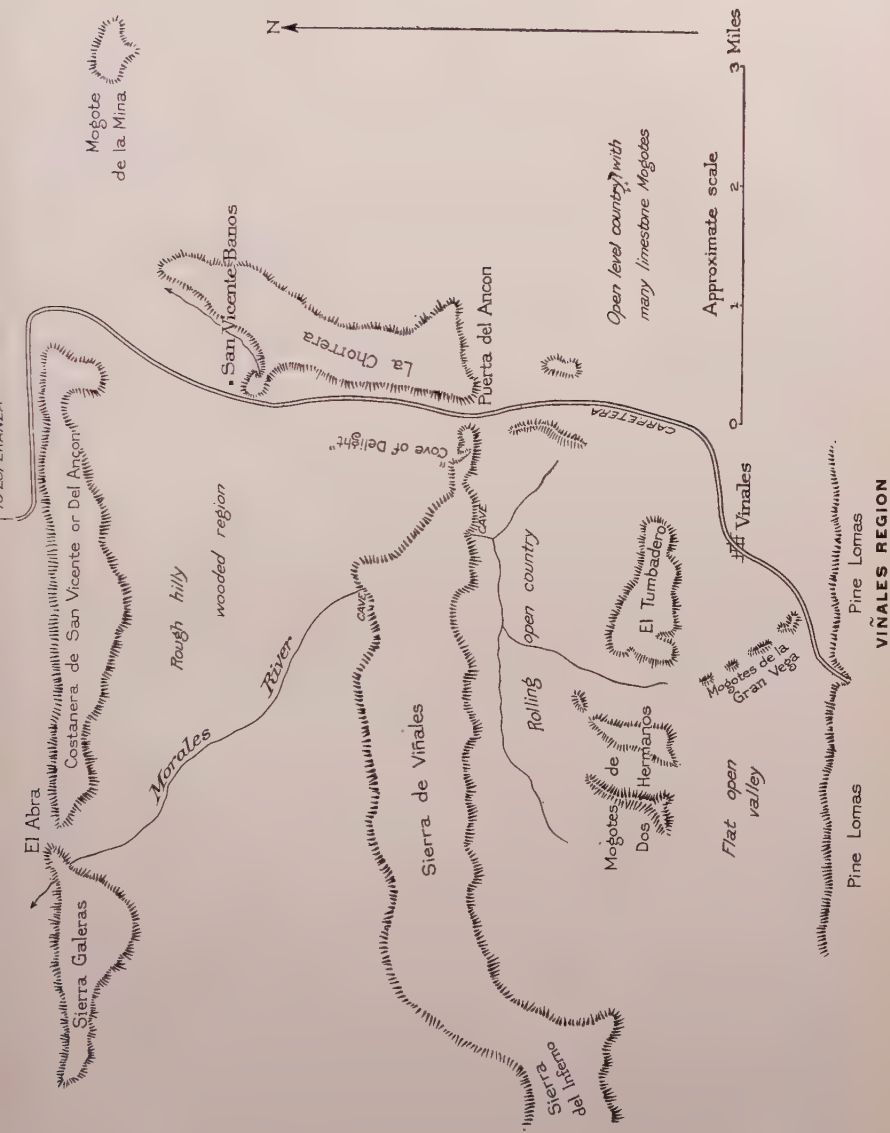 Mogote
de la Mina
N
El Abra
Sierra Galeras
Costanera de San Vicente or Del Ancon
San Vicente Banos
Rough hilly
wooded region
Morales River
La Chorrera
CAVE
"Cove of Delight"
Puerta del Ancon
Sierra de Viñales
CAVE
Sierra
del Inferno
Rolling open country
CARRETERA
Open level country with
many limestone Mogotes
Mogotes de
Dos Hermanos
El Tumbadero
Flat open
valley
Mogotes de la
Gran Vega
Vinales
Approximate scale
0 1 2 3 Miles
Pine Lomas
Pine Lomas
VIÑALES REGION